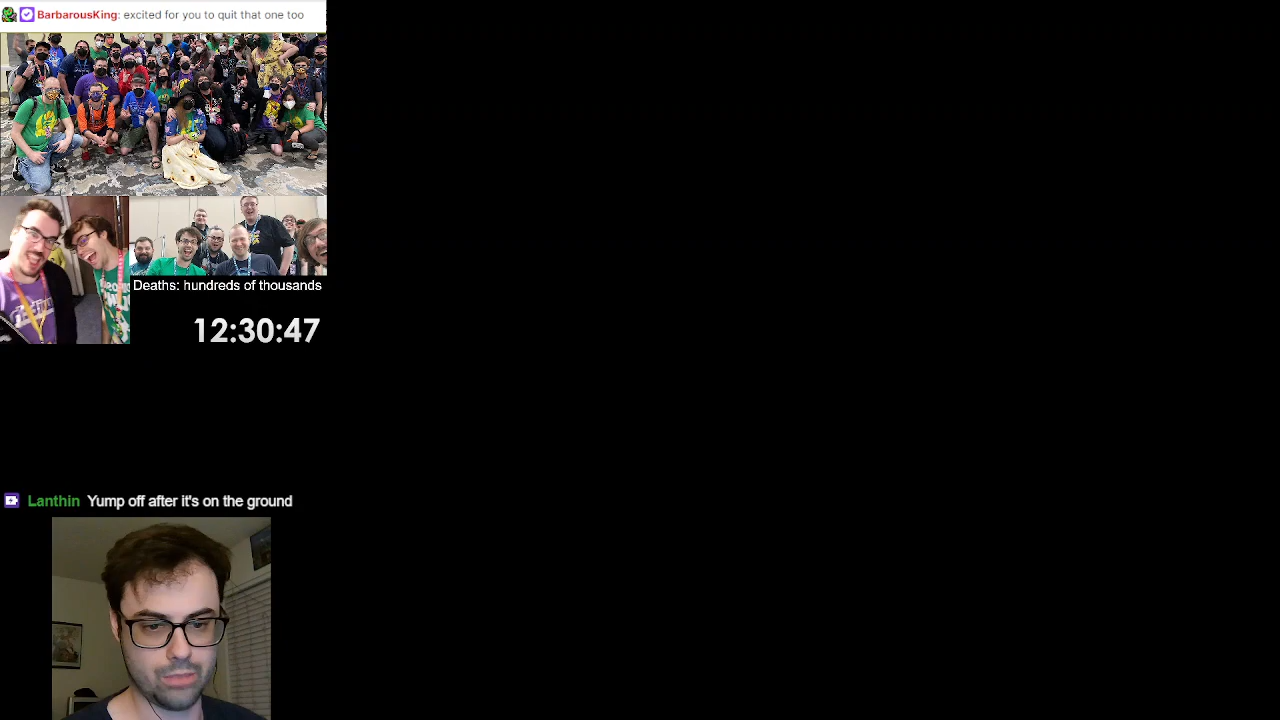 BarbarousKing: excited for you to quit that one too
Deaths: hundreds of thousands
12:30:47
Lanthin Yump off after it's on the ground